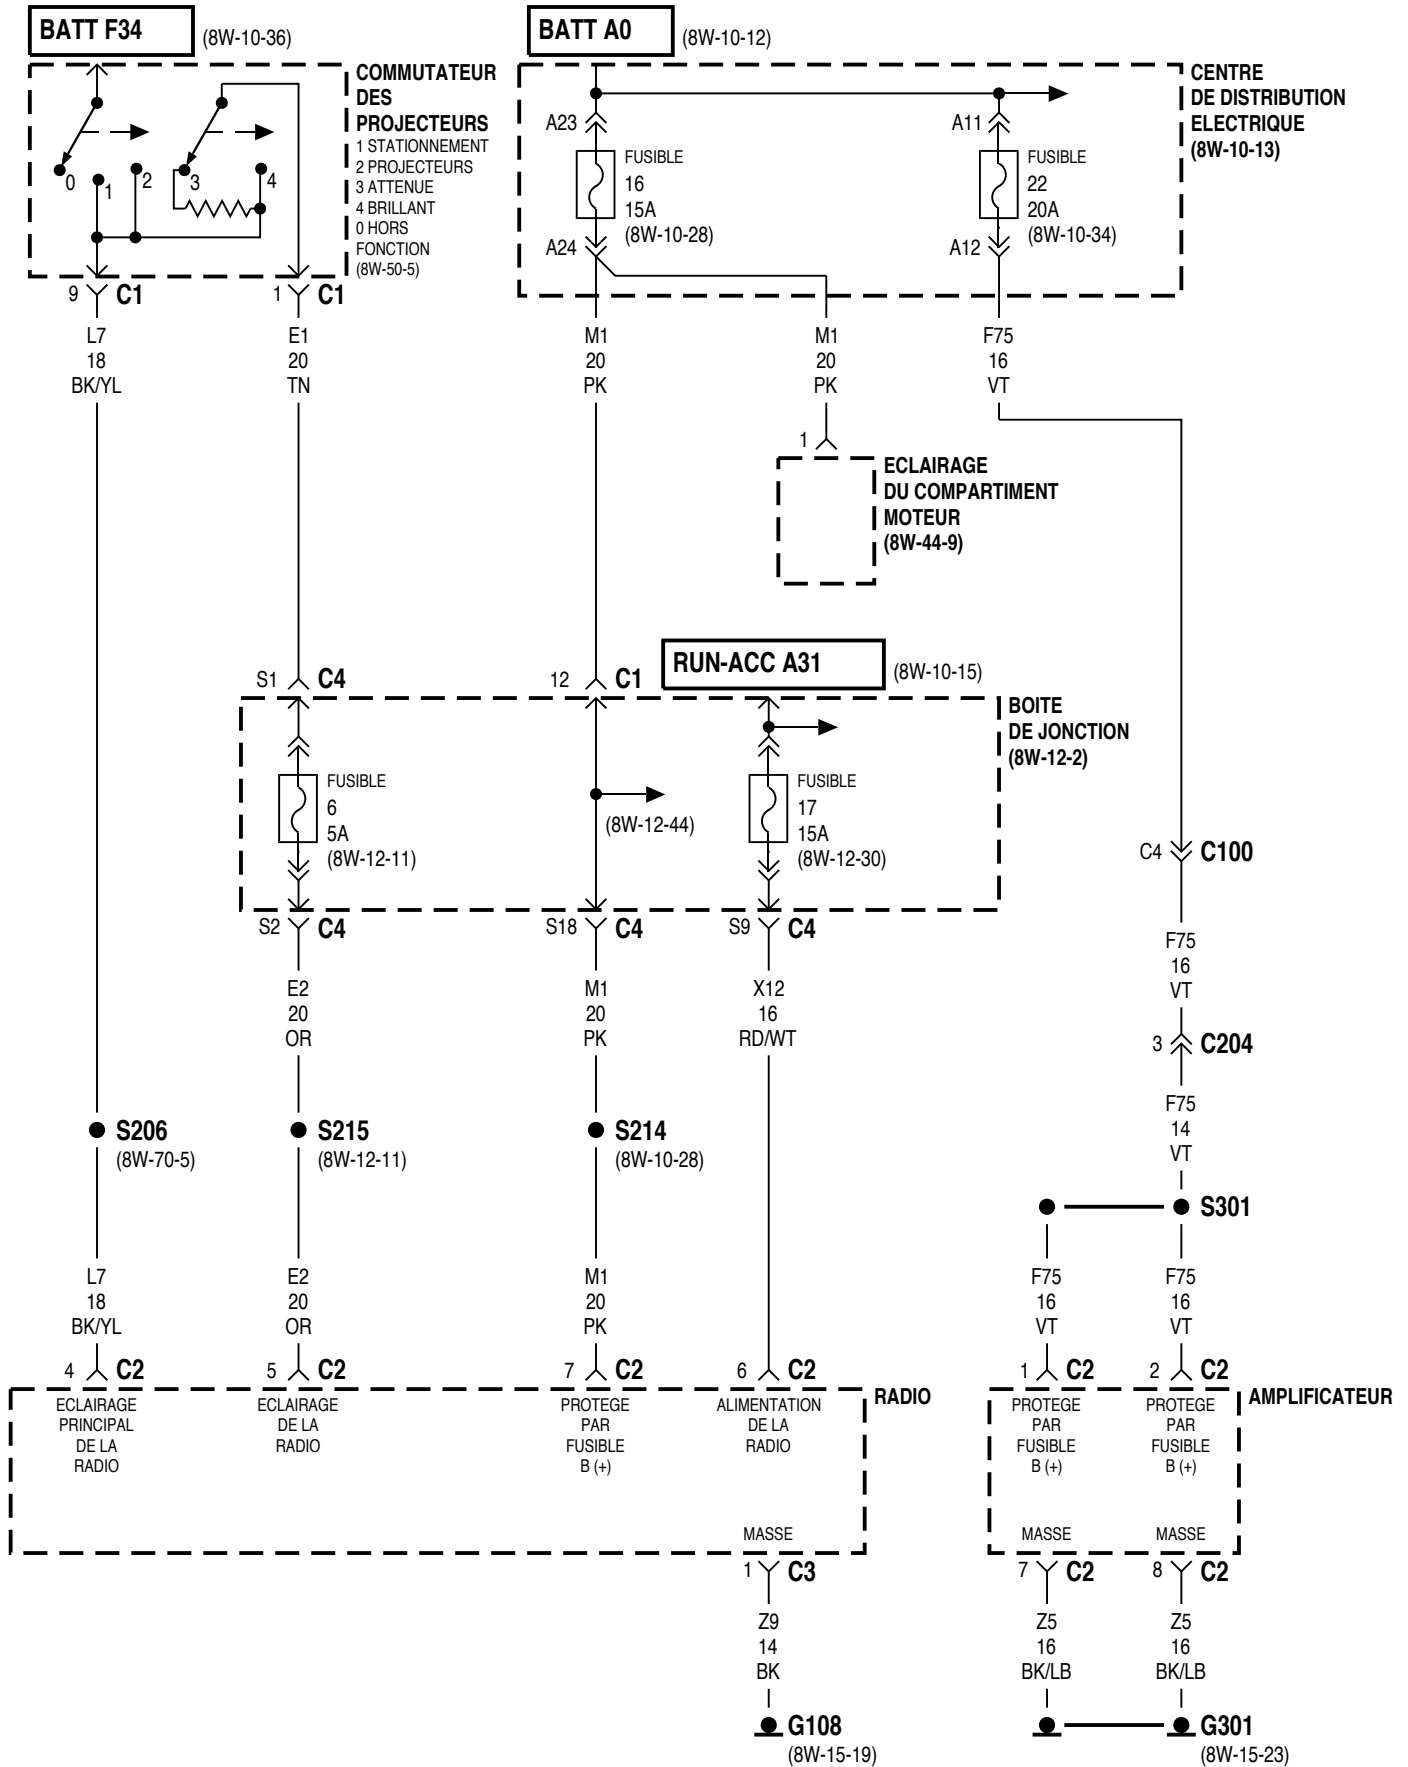 BATT F34
(8W-10-36)
BATT A0
(8W-10-12)
COMMUTATEUR
DES
PROJECTEURS
1 STATIONNEMENT
2 PROJECTEURS
3 ATTENUE
4 BRILLANT
0 HORS
FONCTION
(8W-50-5)
0
1
2
3
4
9 C1
1 C1
CENTRE
DE DISTRIBUTION
ELECTRIQUE
(8W-10-13)
A23
FUSIBLE
16
15A
(8W-10-28)
A24
A11
FUSIBLE
22
20A
(8W-10-34)
A12
L7
18
BK/YL
E1
20
TN
M1
20
PK
M1
20
PK
F75
16
VT
1
ECLAIRAGE
DU COMPARTIMENT
MOTEUR
(8W-44-9)
S1 C4
12 C1
RUN-ACC A31
(8W-10-15)
BOITE
DE JONCTION
(8W-12-2)
FUSIBLE
6
5A
(8W-12-11)
(8W-12-44)
FUSIBLE
17
15A
(8W-12-30)
C4 C100
S2 C4
S18 C4
S9 C4
E2
20
OR
M1
20
PK
X12
16
RD/WT
F75
16
VT
3 C204
F75
14
VT
S206
(8W-70-5)
S215
(8W-12-11)
S214
(8W-10-28)
S301
L7
18
BK/YL
E2
20
OR
M1
20
PK
F75
16
VT
F75
16
VT
4 C2
5 C2
7 C2
6 C2
1 C2
2 C2
RADIO
AMPLIFICATEUR
ECLAIRAGE
PRINCIPAL
DE LA
RADIO
ECLAIRAGE
DE LA
RADIO
PROTEGE
PAR
FUSIBLE
B (+)
ALIMENTATION
DE LA
RADIO
PROTEGE
PAR
FUSIBLE
B (+)
PROTEGE
PAR
FUSIBLE
B (+)
MASSE
MASSE
MASSE
1 C3
7 C2
8 C2
Z9
14
BK
Z5
16
BK/LB
Z5
16
BK/LB
G108
(8W-15-19)
G301
(8W-15-23)